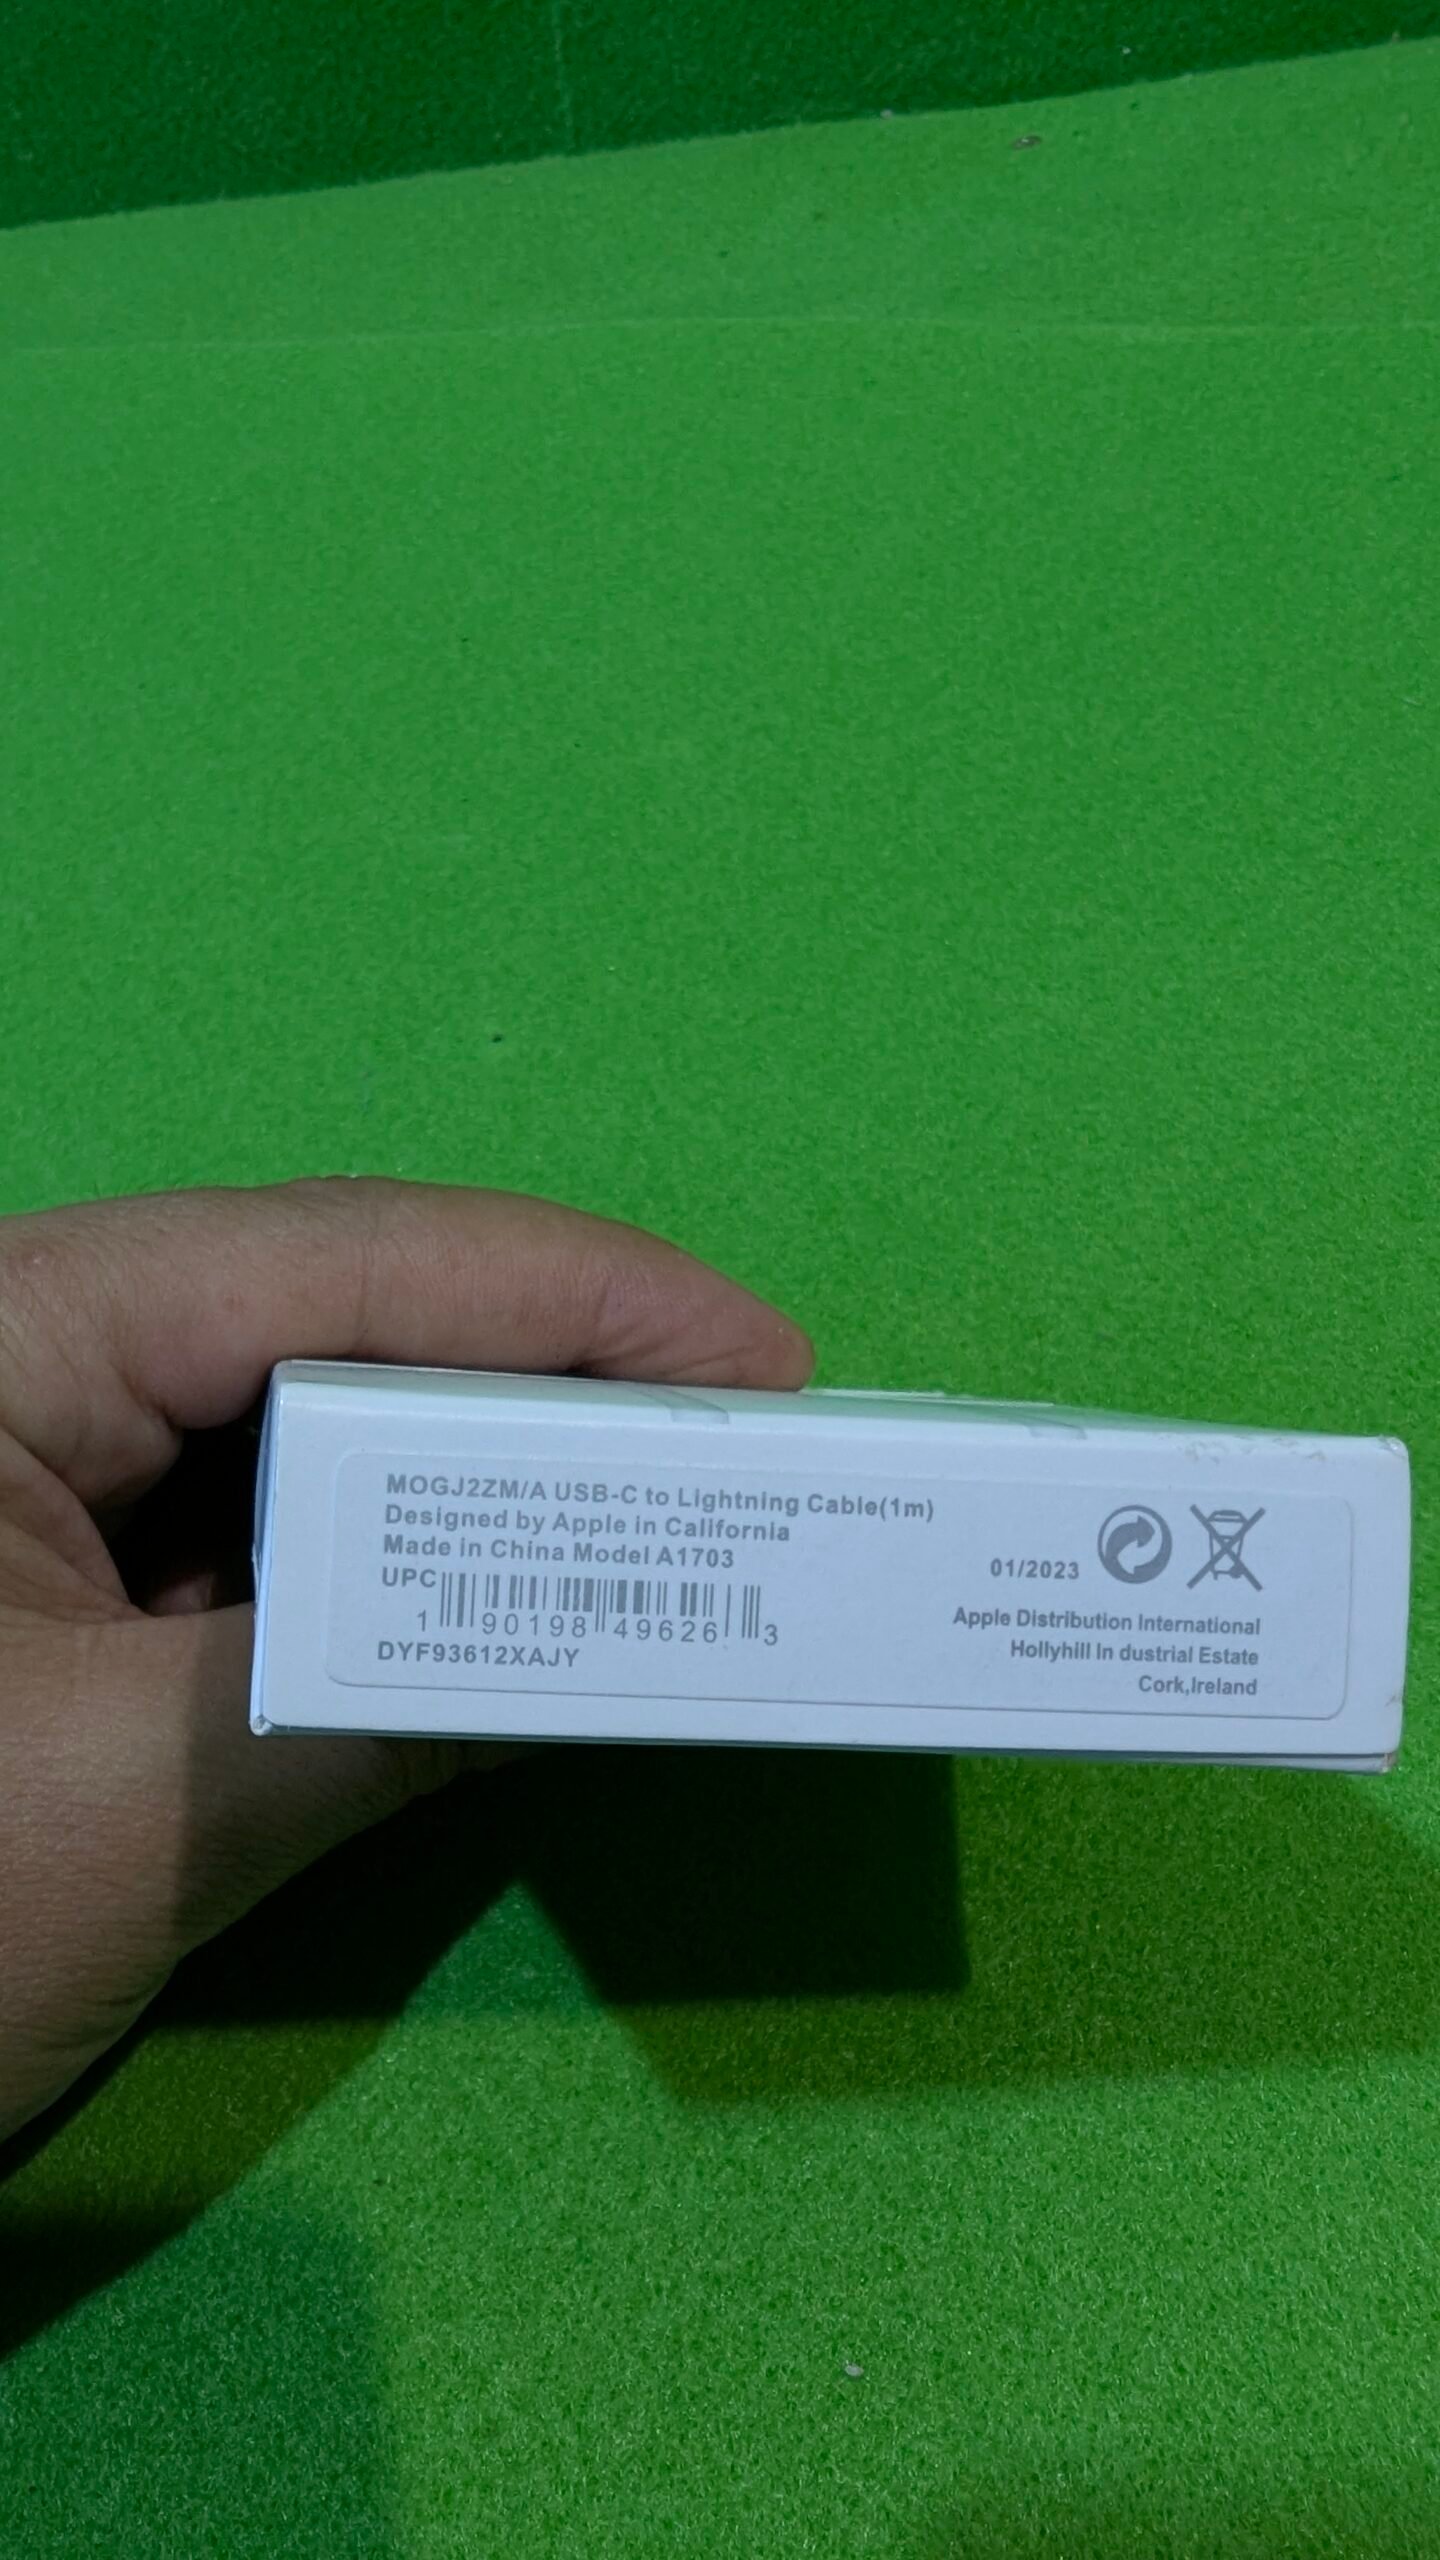 MOGJ2ZM/A USB-C to Lightning Cable(1m)
Designed by Apple in California
Made in China Model A1703
UPC
1 90198 49626 3
DYF93612XAJY
01/2023
Apple Distribution International
Hollyhill In dustrial Estate
Cork,Ireland